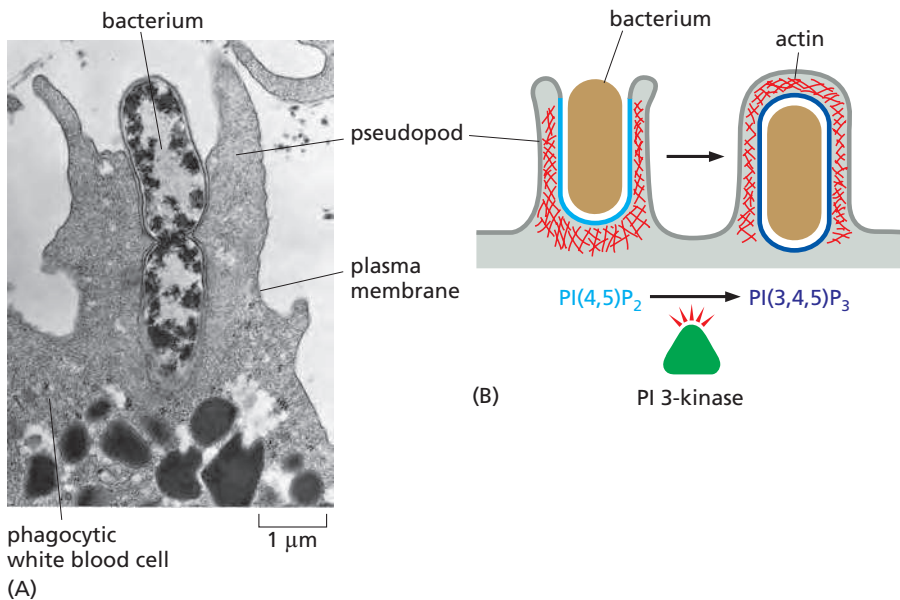 bacterium
pseudopod
plasma
membrane
phagocytic
white blood cell
1 μm
(A)
bacterium
actin
PI(4,5)P₂
PI(3,4,5)P₃
PI 3-kinase
(B)